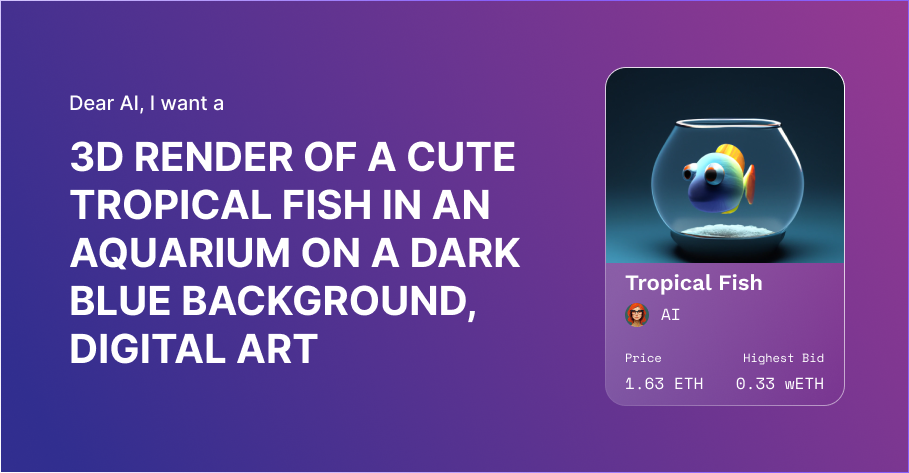 Dear AI, I want a
3D RENDER OF A CUTE
TROPICAL FISH IN AN
AQUARIUM ON A DARK
BLUE BACKGROUND,
DIGITAL ART
Tropical Fish
AI
Price Highest Bid
1.63 ETH 0.33 wETH